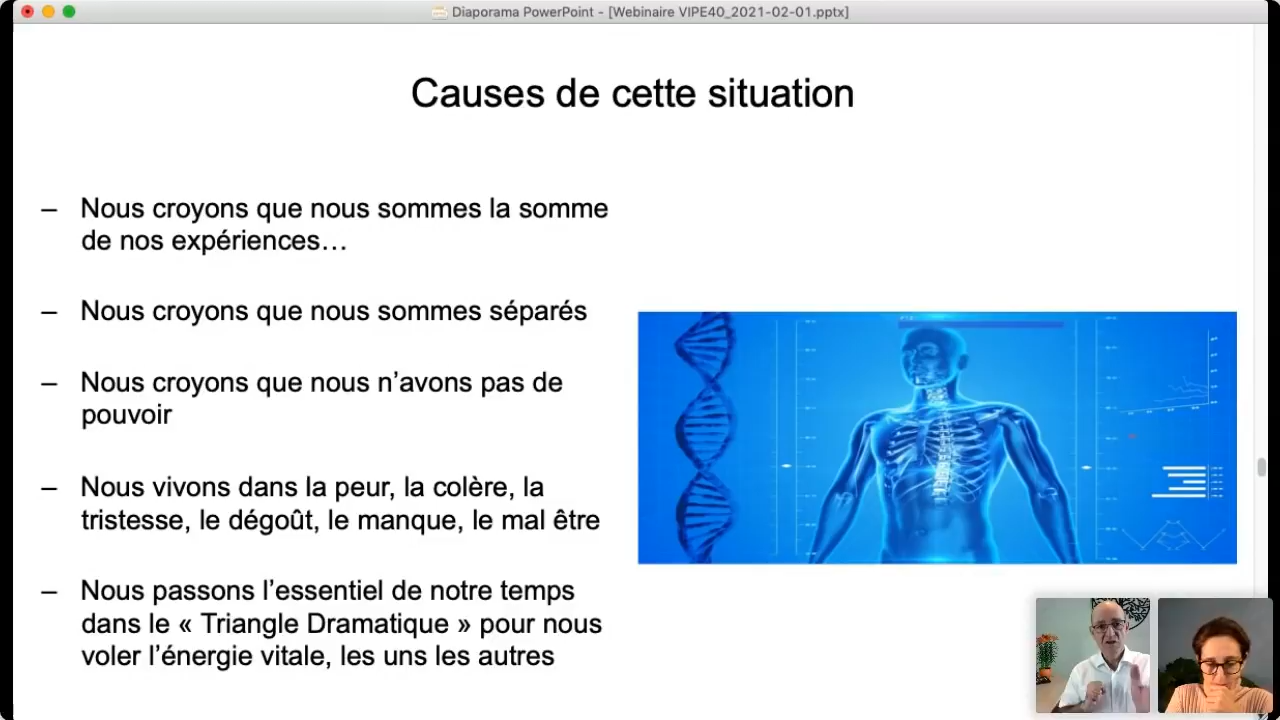 Diaporama PowerPoint - [Webinaire VIPE40_2021-02-01.pptx]
Causes de cette situation
– Nous croyons que nous sommes la somme
de nos expériences…
– Nous croyons que nous sommes séparés
– Nous croyons que nous n’avons pas de
pouvoir
– Nous vivons dans la peur, la colère, la
tristesse, le dégoût, le manque, le mal être
– Nous passons l’essentiel de notre temps
dans le « Triangle Dramatique » pour nous
voler l’énergie vitale, les uns les autres